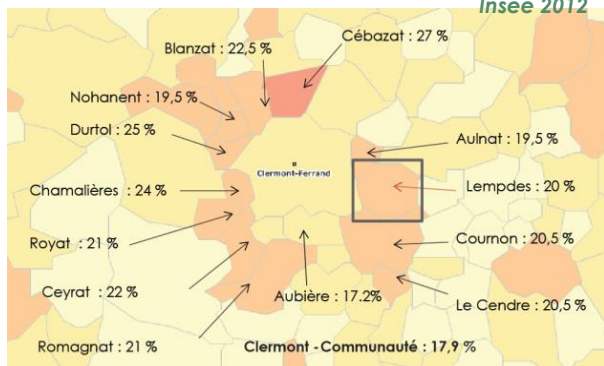 Insee 2012
Cébazat : 27 %
Blanzat : 22,5 %
Nohanent : 19,5 %
Durtol : 25 %
Aulnat : 19,5 %
Clermont-Ferrand
Chamalières : 24 %
Lempdes : 20 %
Royat : 21 %
Cournon : 20,5 %
Ceyrat : 22 %
Aubière : 17.2%
Le Cendre : 20,5 %
Romagnat : 21 %
Clermont - Communauté : 17,9 %